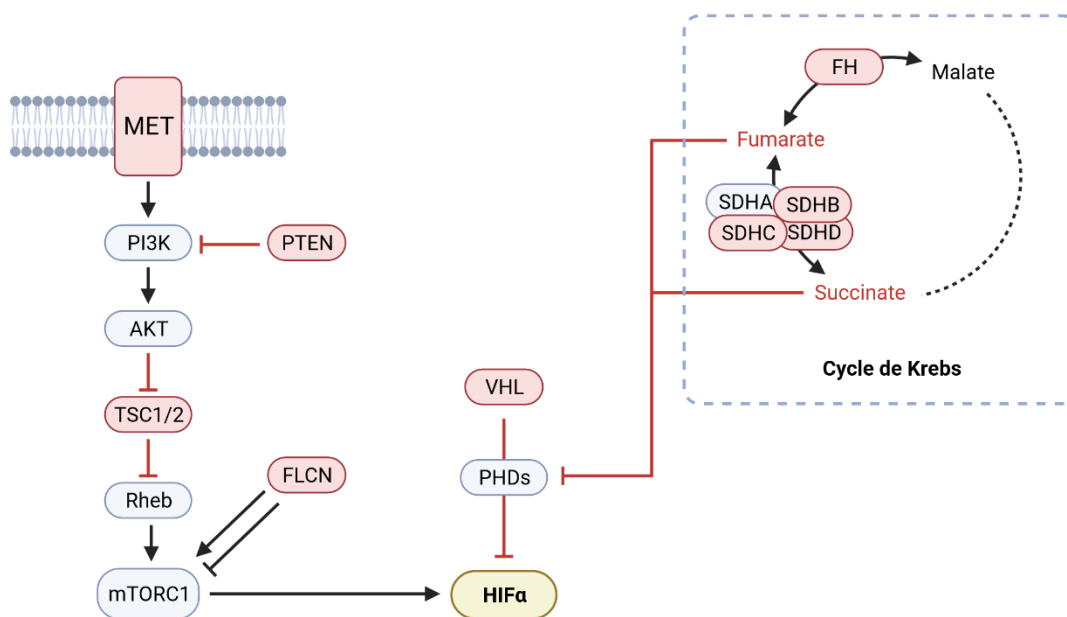 MET
PI3K
PTEN
AKT
TSC1/2
Rheb
FLCN
mTORC1
VHL
PHDs
HIFα
FH
Malate
Fumarate
SDHA
SDHB
SDHC
SDHD
Succinate
Cycle de Krebs